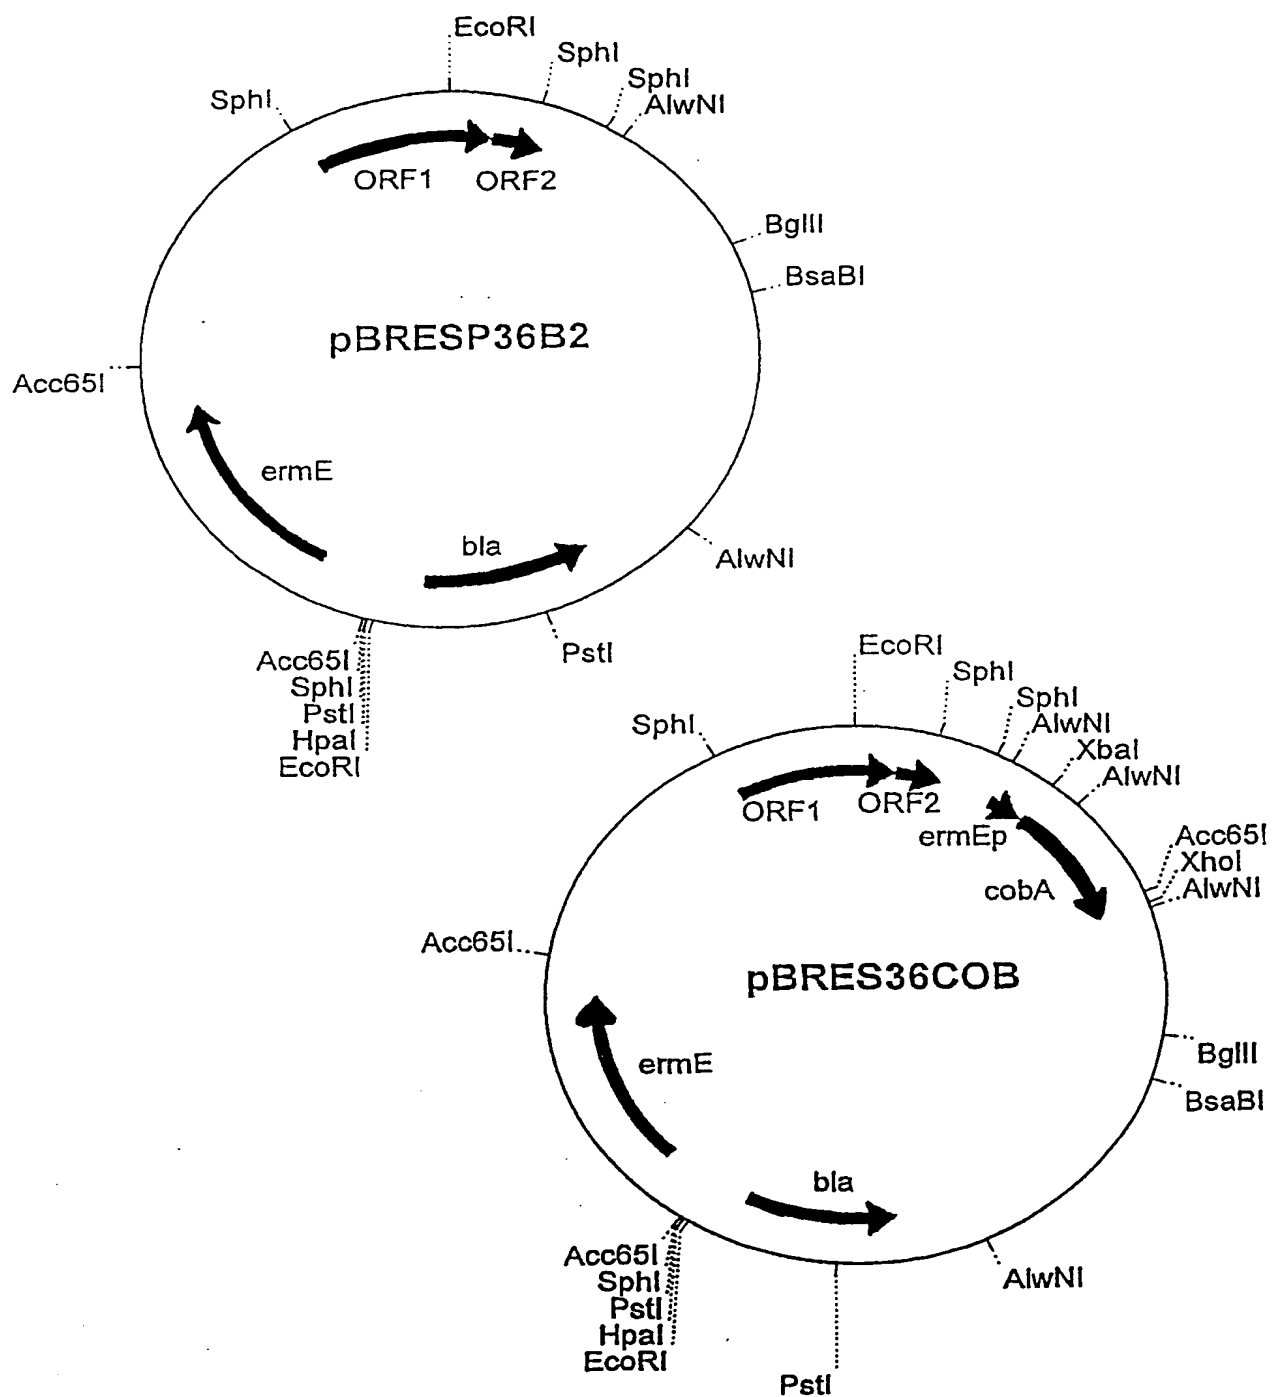 EcoRI
SphI
SphI
AlwNI
SphI
ORF1
ORF2
BglII
BsaBI
pBRESP36B2
Acc65I
ermE
bla
AlwNI
PstI
Acc65I
SphI
PstI
HpaI
EcoRI
EcoRI
SphI
SphI
AlwNI
XbaI
AlwNI
SphI
ORF1
ORF2
ermEp
cobA
Acc65I
XhoI
AlwNI
Acc65I
pBRES36COB
BglII
BsaBI
ermE
bla
Acc65I
SphI
PstI
HpaI
EcoRI
AlwNI
PstI